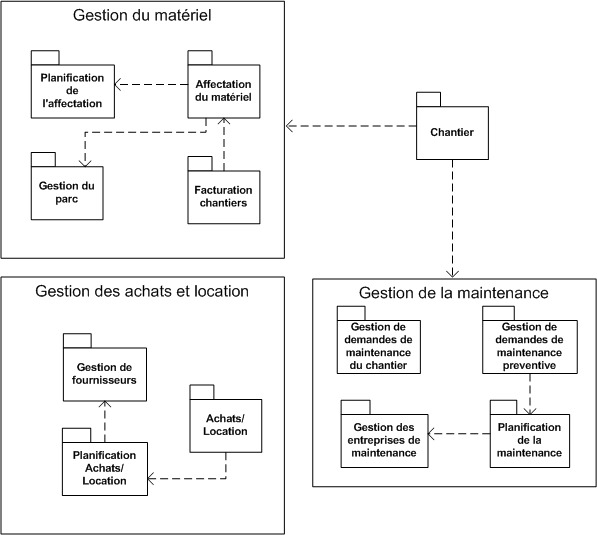 Gestion du matériel
Planification
de
l'affectation
Affectation
du matériel
Gestion du
parc
Facturation
chantiers
Chantier
Gestion des achats et location
Gestion de
fournisseurs
Achats/
Location
Planification
Achats/
Location
Gestion de la maintenance
Gestion de
demandes de
maintenance
du chantier
Gestion de
demandes de
maintenance
preventive
Gestion des
entreprises de
maintenance
Planification
de la
maintenance